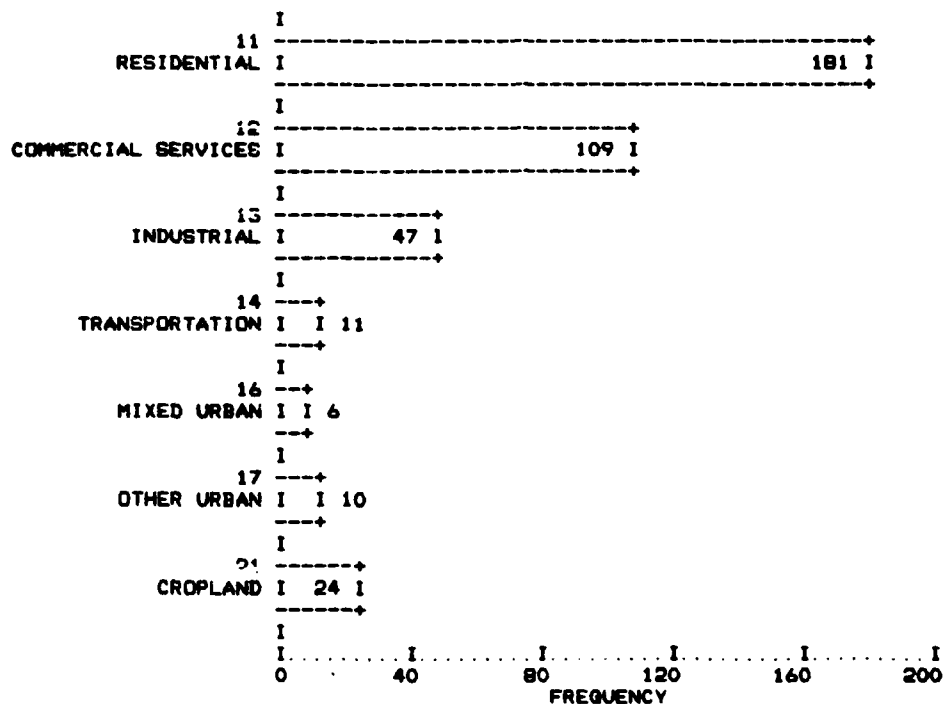 I
11 ---------------------------------------------+
RESIDENTIAL I 181 I
---------------------------------------------+
I
12 ---------------------------+
COMMERCIAL SERVICES I 109 I
---------------------------+
I
13 ------------+
INDUSTRIAL I 47 I
------------+
I
14 ---+
TRANSPORTATION I I 11
---+
I
16 --+
MIXED URBAN I I 6
--+
I
17 ---+
OTHER URBAN I I 10
---+
I
21 ------+
CROPLAND I 24 I
------+
I
I.........I.........I.........I.........I.........I
0 40 80 120 160 200
FREQUENCY